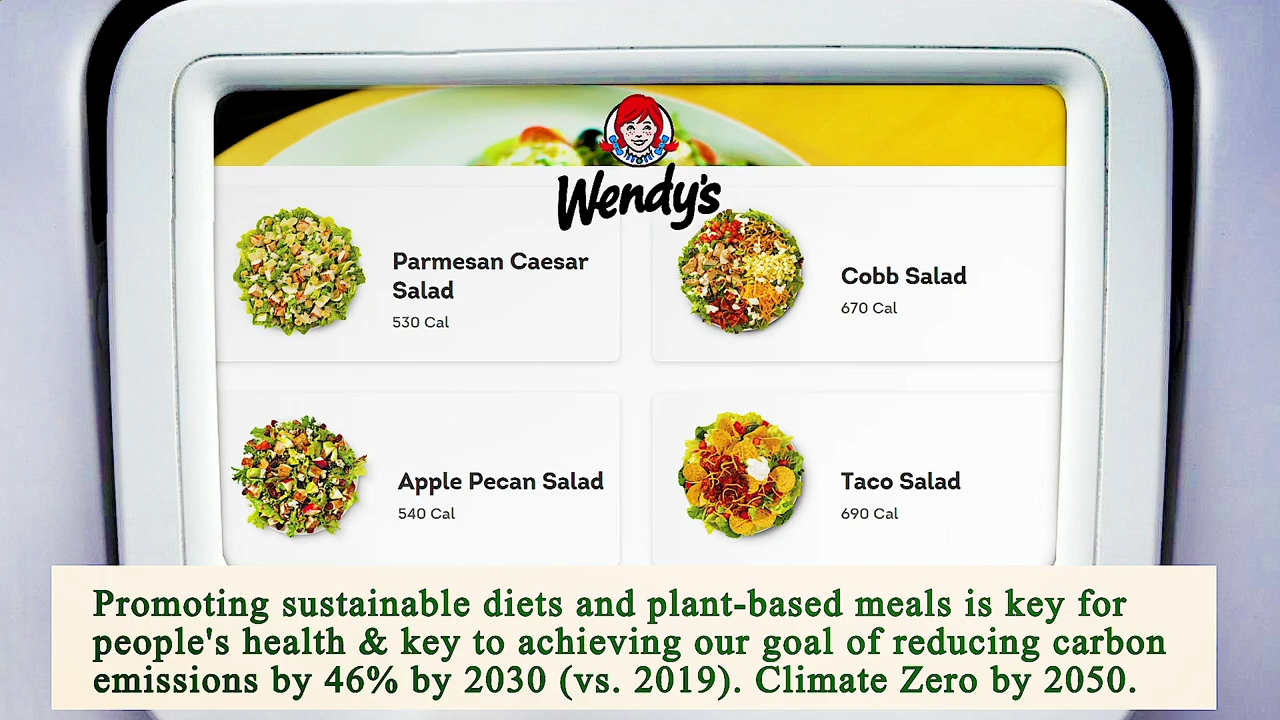 Wendy's
Parmesan Caesar
Salad
530 Cal
Cobb Salad
670 Cal
Apple Pecan Salad
540 Cal
Taco Salad
690 Cal
Promoting sustainable diets and plant-based meals is key for
people's health & key to achieving our goal of reducing carbon
emissions by 46% by 2030 (vs. 2019). Climate Zero by 2050.